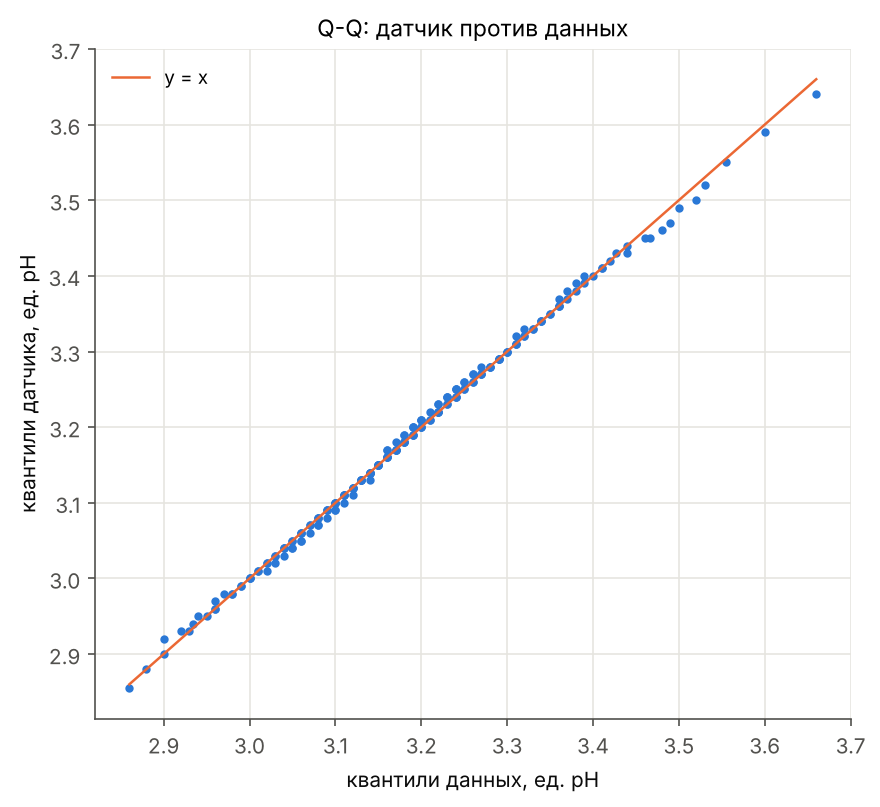 Q-Q: датчик против данных
y = x
квантили датчика, ед. pH
3.7
3.6
3.5
3.4
3.3
3.2
3.1
3.0
2.9
2.9 3.0 3.1 3.2 3.3 3.4 3.5 3.6 3.7
квантили данных, ед. pH